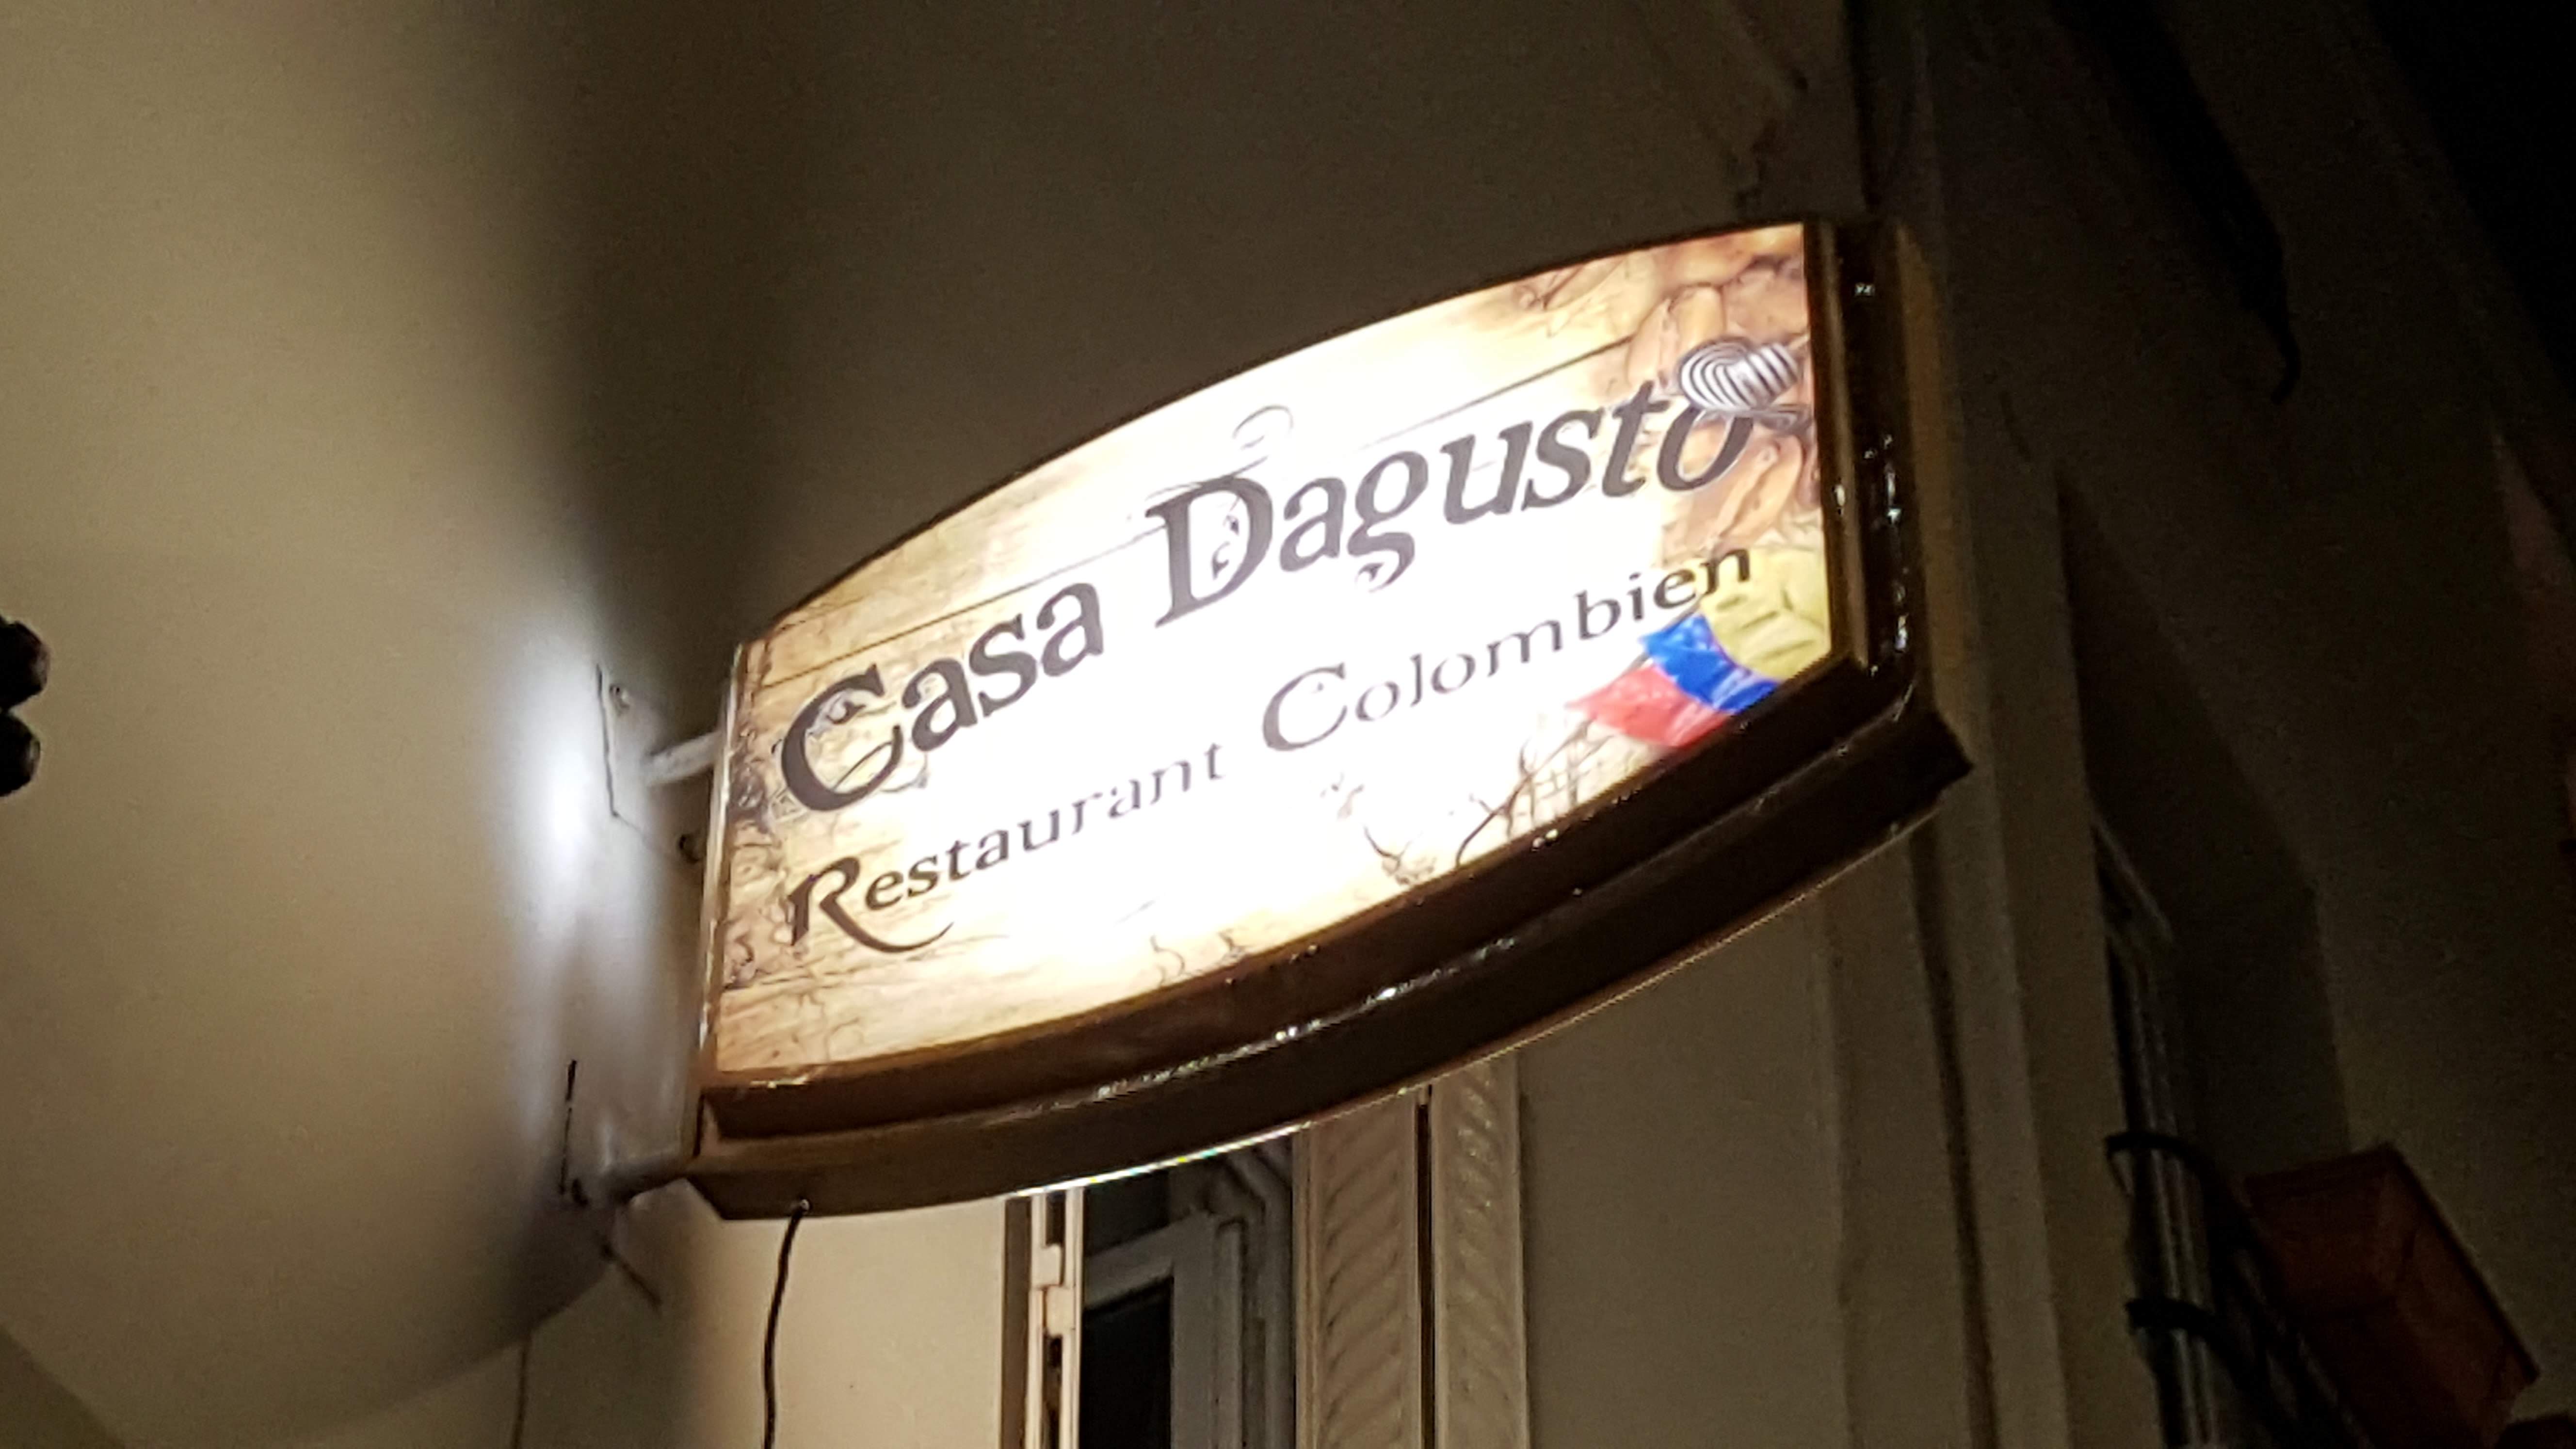 Casa Dagusto
Restaurant Colombien